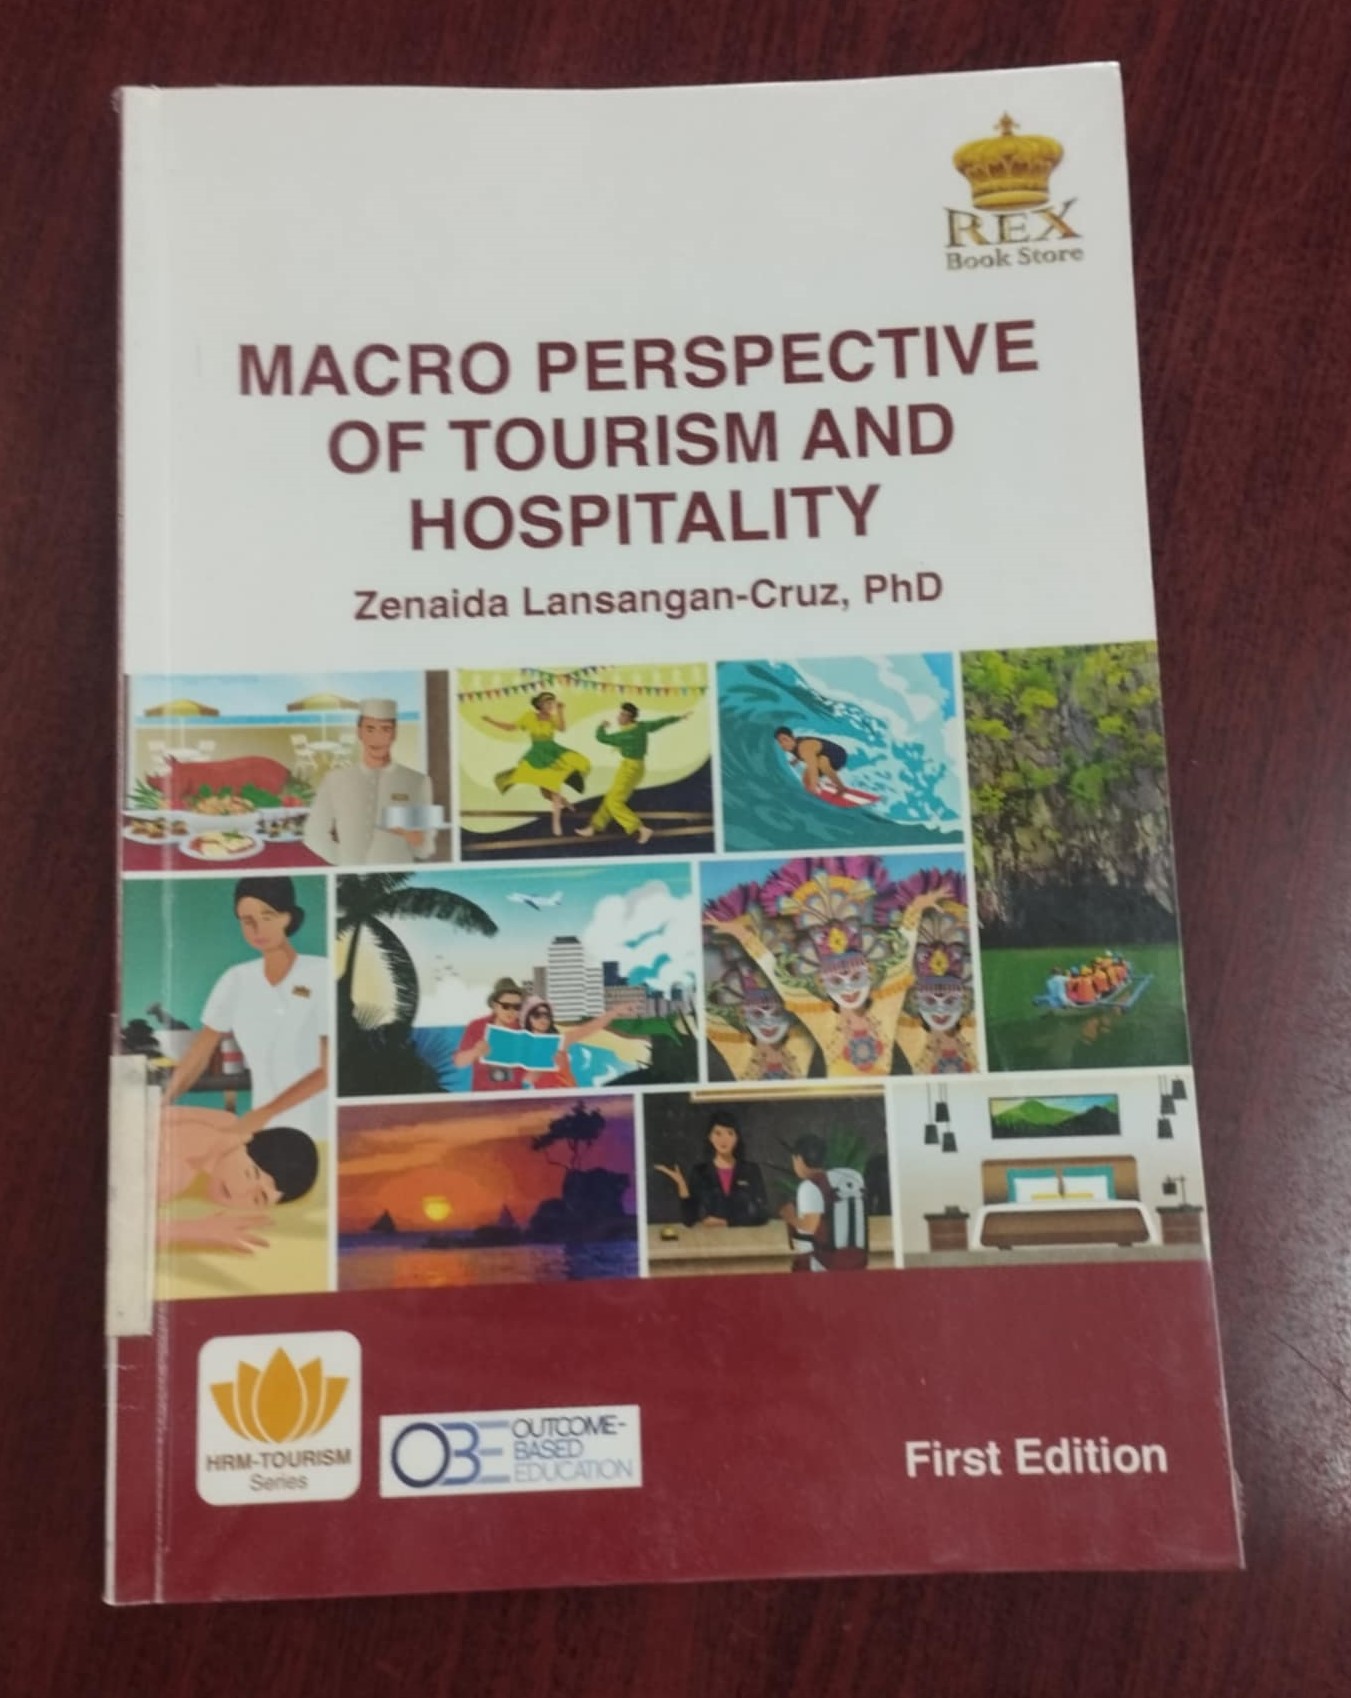 REX
Book Store
MACRO PERSPECTIVE
OF TOURISM AND
HOSPITALITY
Zenaida Lansangan-Cruz, PhD
HRM-TOURISM
Series
OBE OUTCOME-
BASED
EDUCATION
First Edition